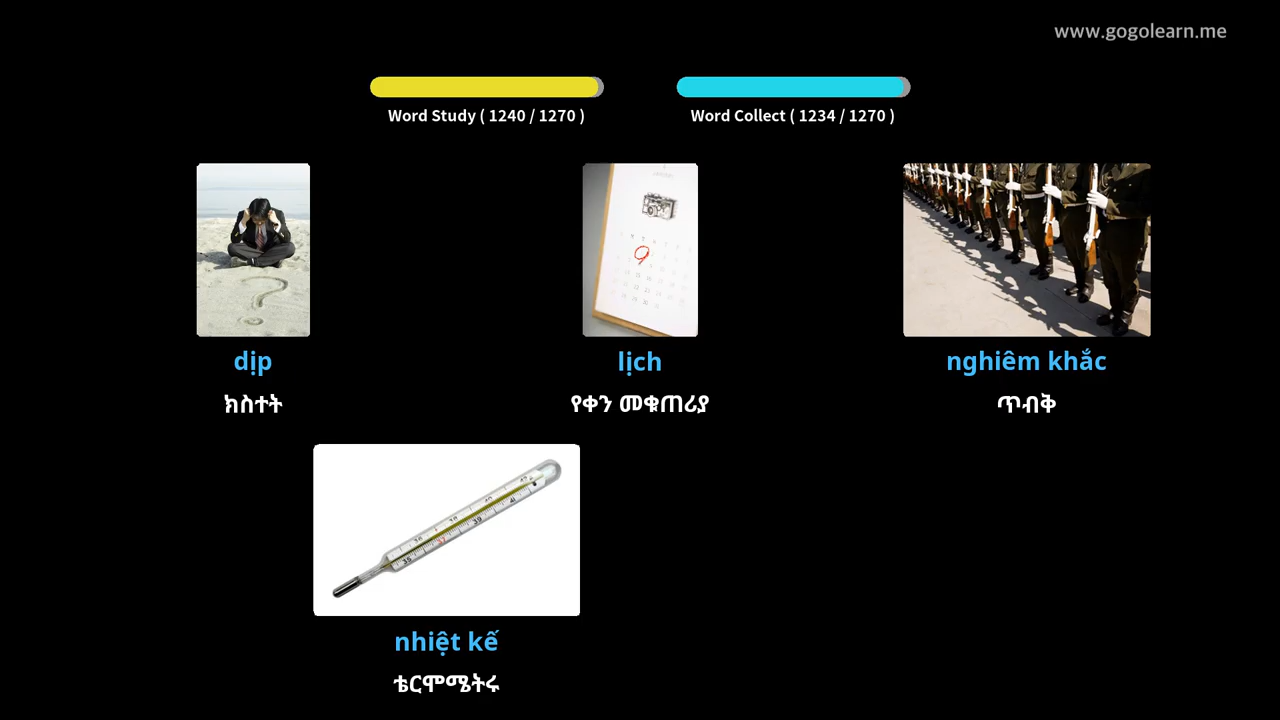 www.gogolearn.me
Word Study ( 1240 / 1270 )
Word Collect ( 1234 / 1270 )
dịp
ክስተት
lịch
የቀን መቁጠሪያ
nghiêm khắc
ጥብቅ
nhiệt kế
ቴርሞሜትሩ